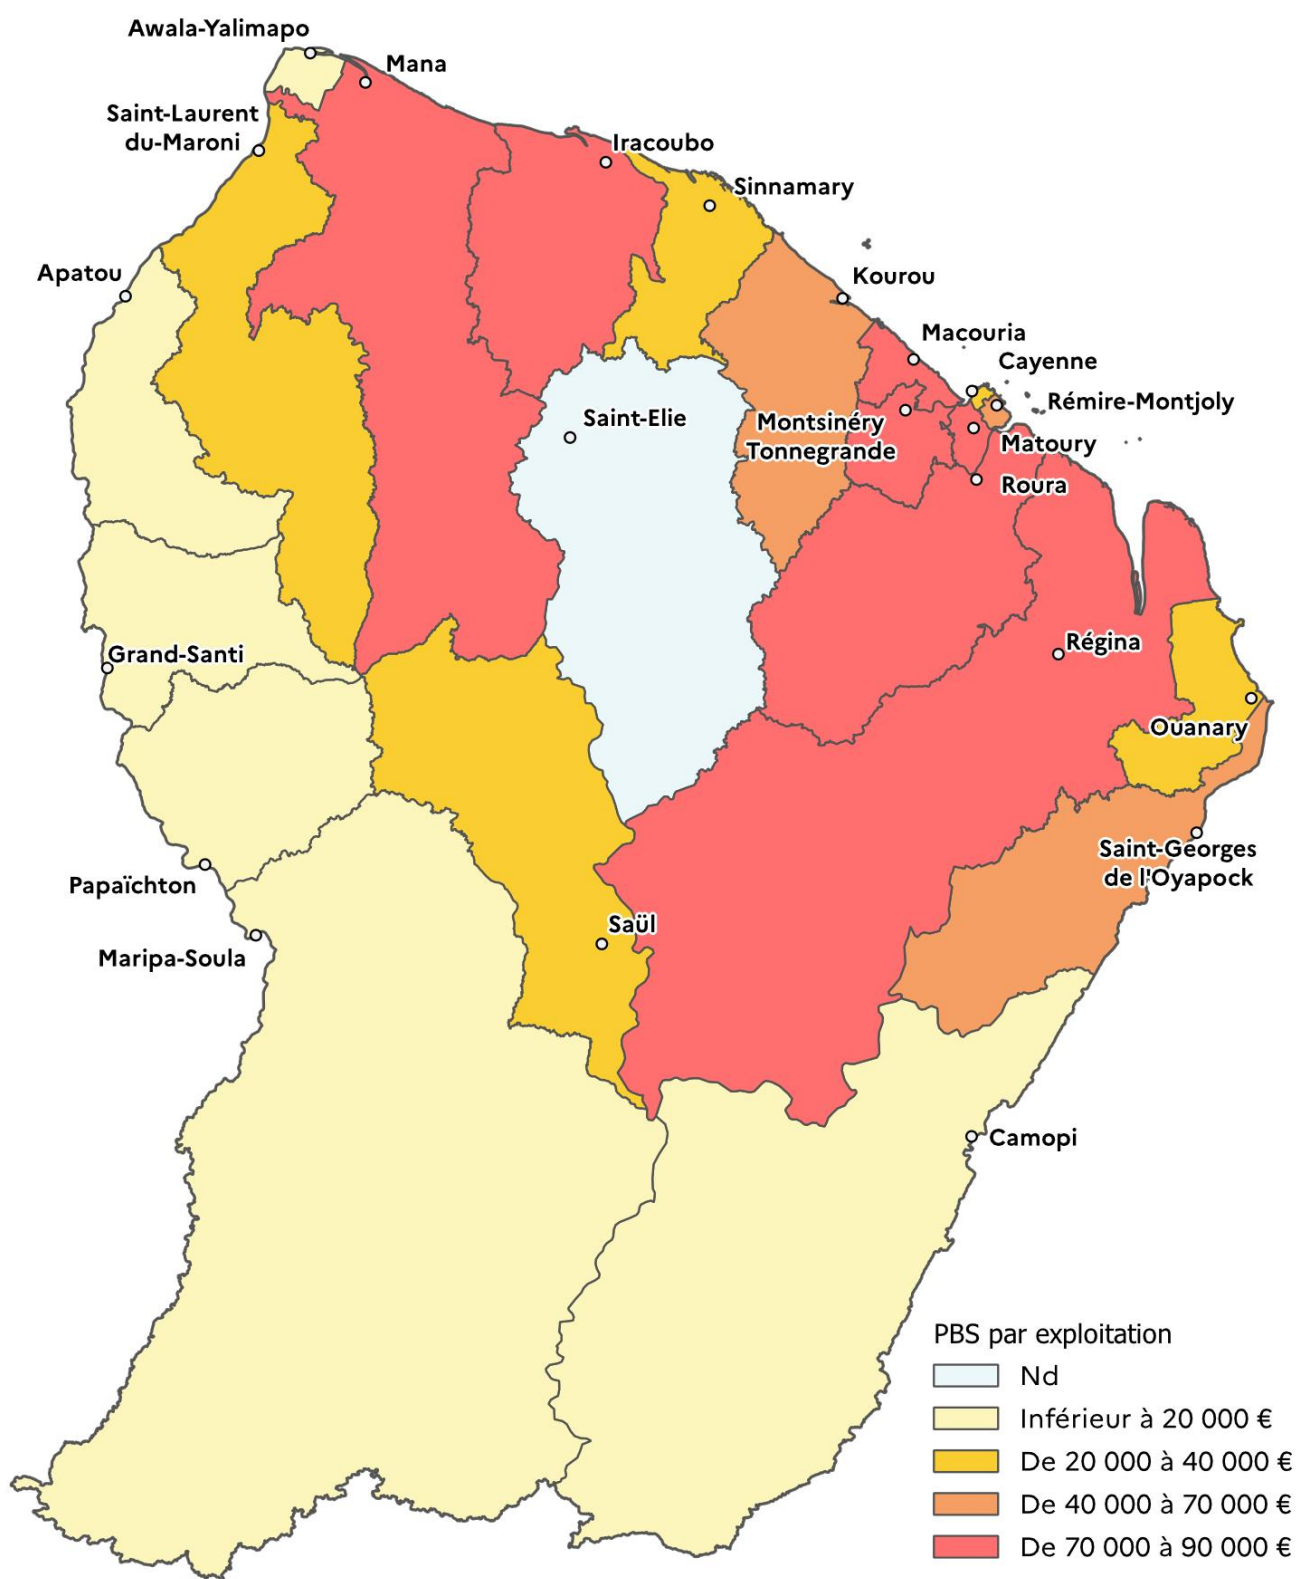 Awala-Yalimapo
Mana
Saint-Laurent
du-Maroni
Iracoubo
Sinnamary
Apatou
Kourou
Macouria
Cayenne
Rémire-Montjoly
Saint-Elie
Montsinéry
Tonnegrande
Matoury
Roura
Grand-Santi
Régina
Ouanary
Saint-Georges
de l'Oyapock
Papaïchton
Saül
Maripa-Soula
Camopi
PBS par exploitation
Nd
Inférieur à 20 000 €
De 20 000 à 40 000 €
De 40 000 à 70 000 €
De 70 000 à 90 000 €